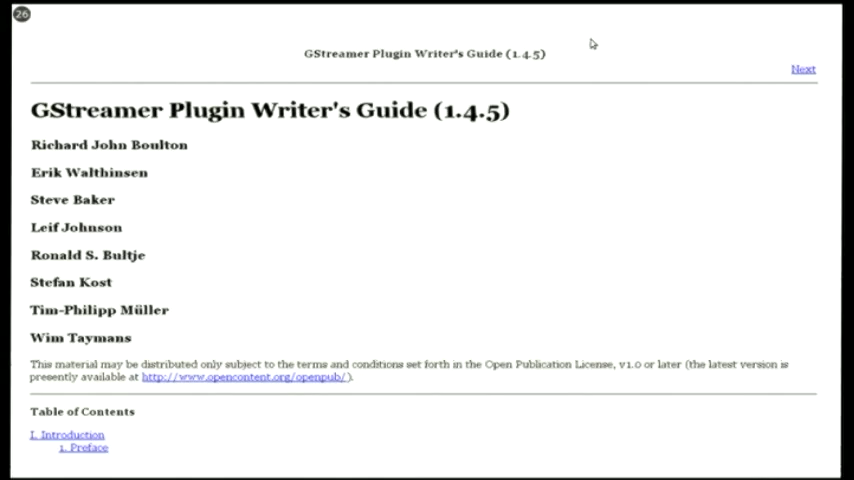 26
GStreamer Plugin Writer's Guide (1.4.5)
Next
GStreamer Plugin Writer's Guide (1.4.5)
Richard John Boulton
Erik Walthinsen
Steve Baker
Leif Johnson
Ronald S. Bultje
Stefan Kost
Tim-Philipp Müller
Wim Taymans
This material may be distributed only subject to the terms and conditions set forth in the Open Publication License, v1.0 or later (the latest version is
presently available at http://www.opencontent.org/openpub/).
Table of Contents
I. Introduction
1. Preface